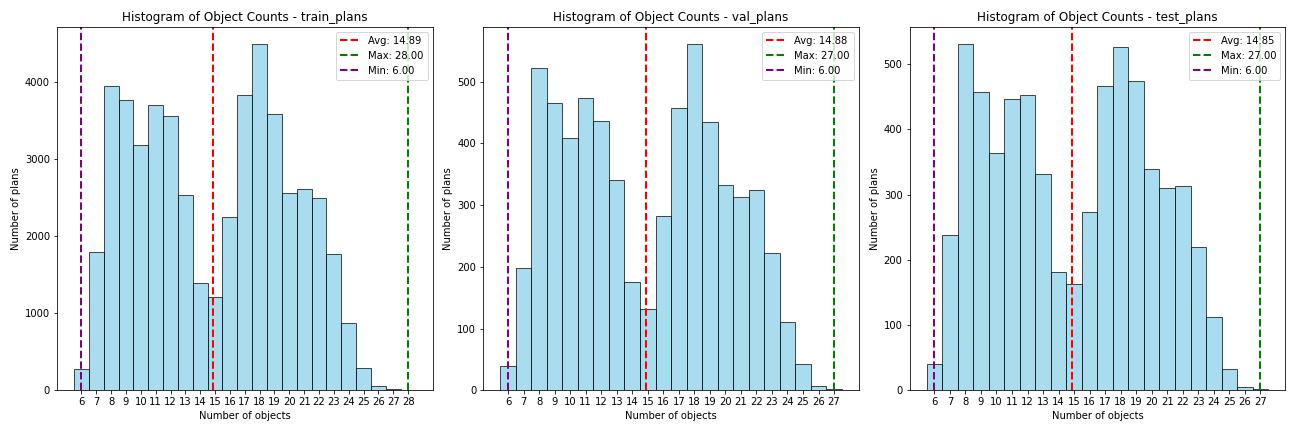 Histogram of Object Counts - train_plans
Avg: 14.89
Max: 28.00
Min: 6.00
Number of plans
4000
3000
2000
1000
0
6 7 8 9 10 11 12 13 14 15 16 17 18 19 20 21 22 23 24 25 26 27 28
Number of objects
Histogram of Object Counts - val_plans
Avg: 14.88
Max: 27.00
Min: 6.00
Number of plans
500
400
300
200
100
0
6 7 8 9 10 11 12 13 14 15 16 17 18 19 20 21 22 23 24 25 26 27
Number of objects
Histogram of Object Counts - test_plans
Avg: 14.85
Max: 27.00
Min: 6.00
Number of plans
500
400
300
200
100
0
6 7 8 9 10 11 12 13 14 15 16 17 18 19 20 21 22 23 24 25 26 27
Number of objects